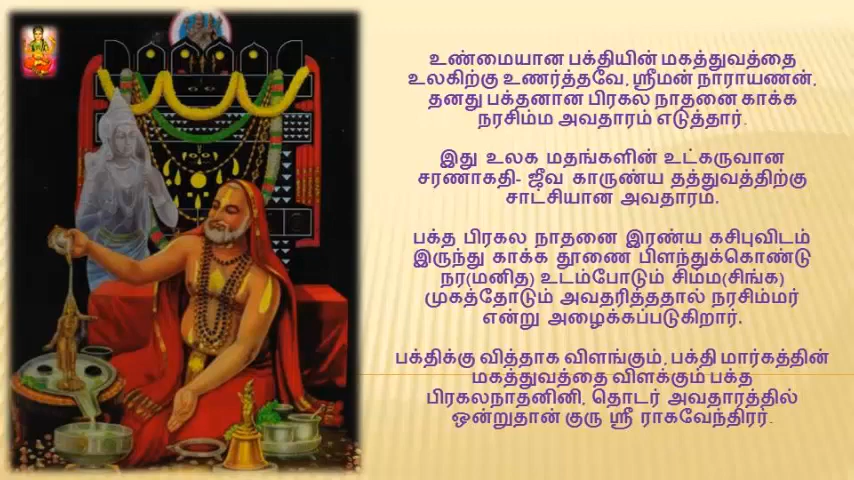 உண்மையான பக்தியின் மகத்துவத்தை
உலகிற்கு உணர்த்தவே, ஸ்ரீமன் நாராயணன்,
தனது பக்தனான பிரகல நாதனை காக்க
நரசிம்ம அவதாரம் எடுத்தார்.
இது உலக மதங்களின் உட்கருவான
சரணாகதி- ஜீவ காருண்ய தத்துவத்திற்கு
சாட்சியான அவதாரம்.
பக்த பிரகல நாதனை இரண்ய கசிபுவிடம்
இருந்து காக்க தூணை பிளந்துக்கொண்டு
நர(மனித) உடம்போடும் சிம்ம(சிங்க)
முகத்தோடும் அவதரித்ததால் நரசிம்மர்
என்று அழைக்கப்படுகிறார்.
பக்திக்கு வித்தாக விளங்கும், பக்தி மார்கத்தின்
மகத்துவத்தை விளக்கும் பக்த
பிரகலநாதனினி, தொடர் அவதாரத்தில்
ஒன்றுதான் குரு ஸ்ரீ ராகவேந்திரர்.